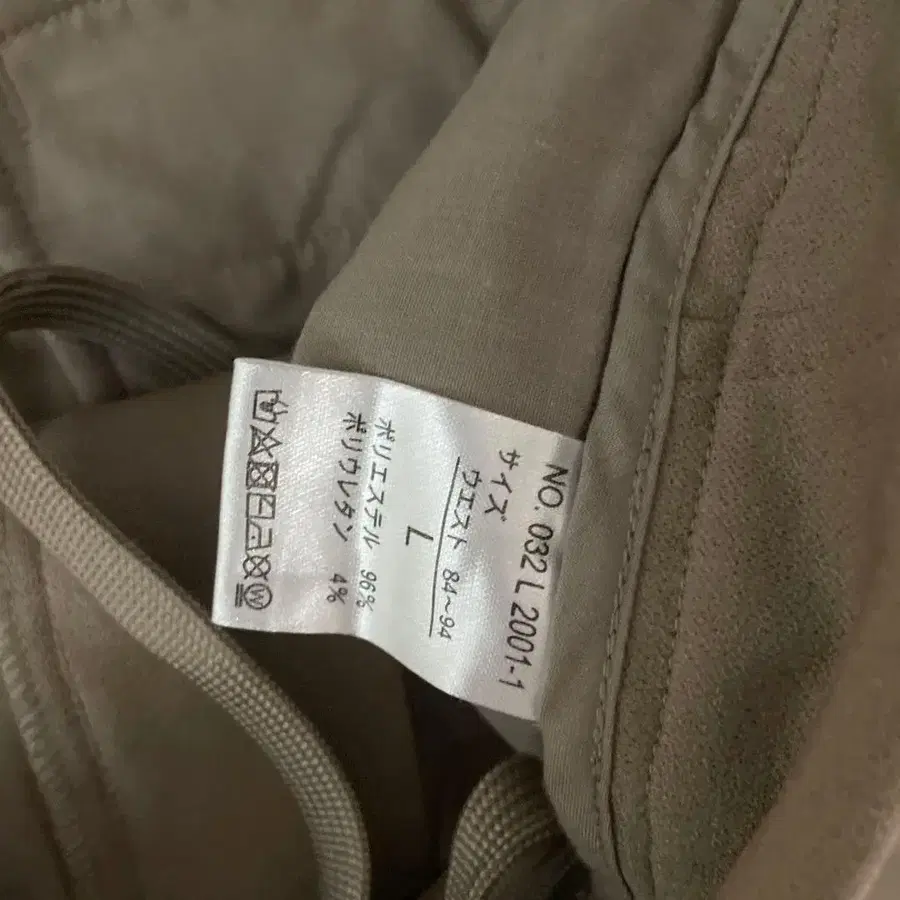 NO. 032 L 2001-1
サイズ
ウエスト 84~94
L
ポリエステル 96%
ポリウレタン 4%
W